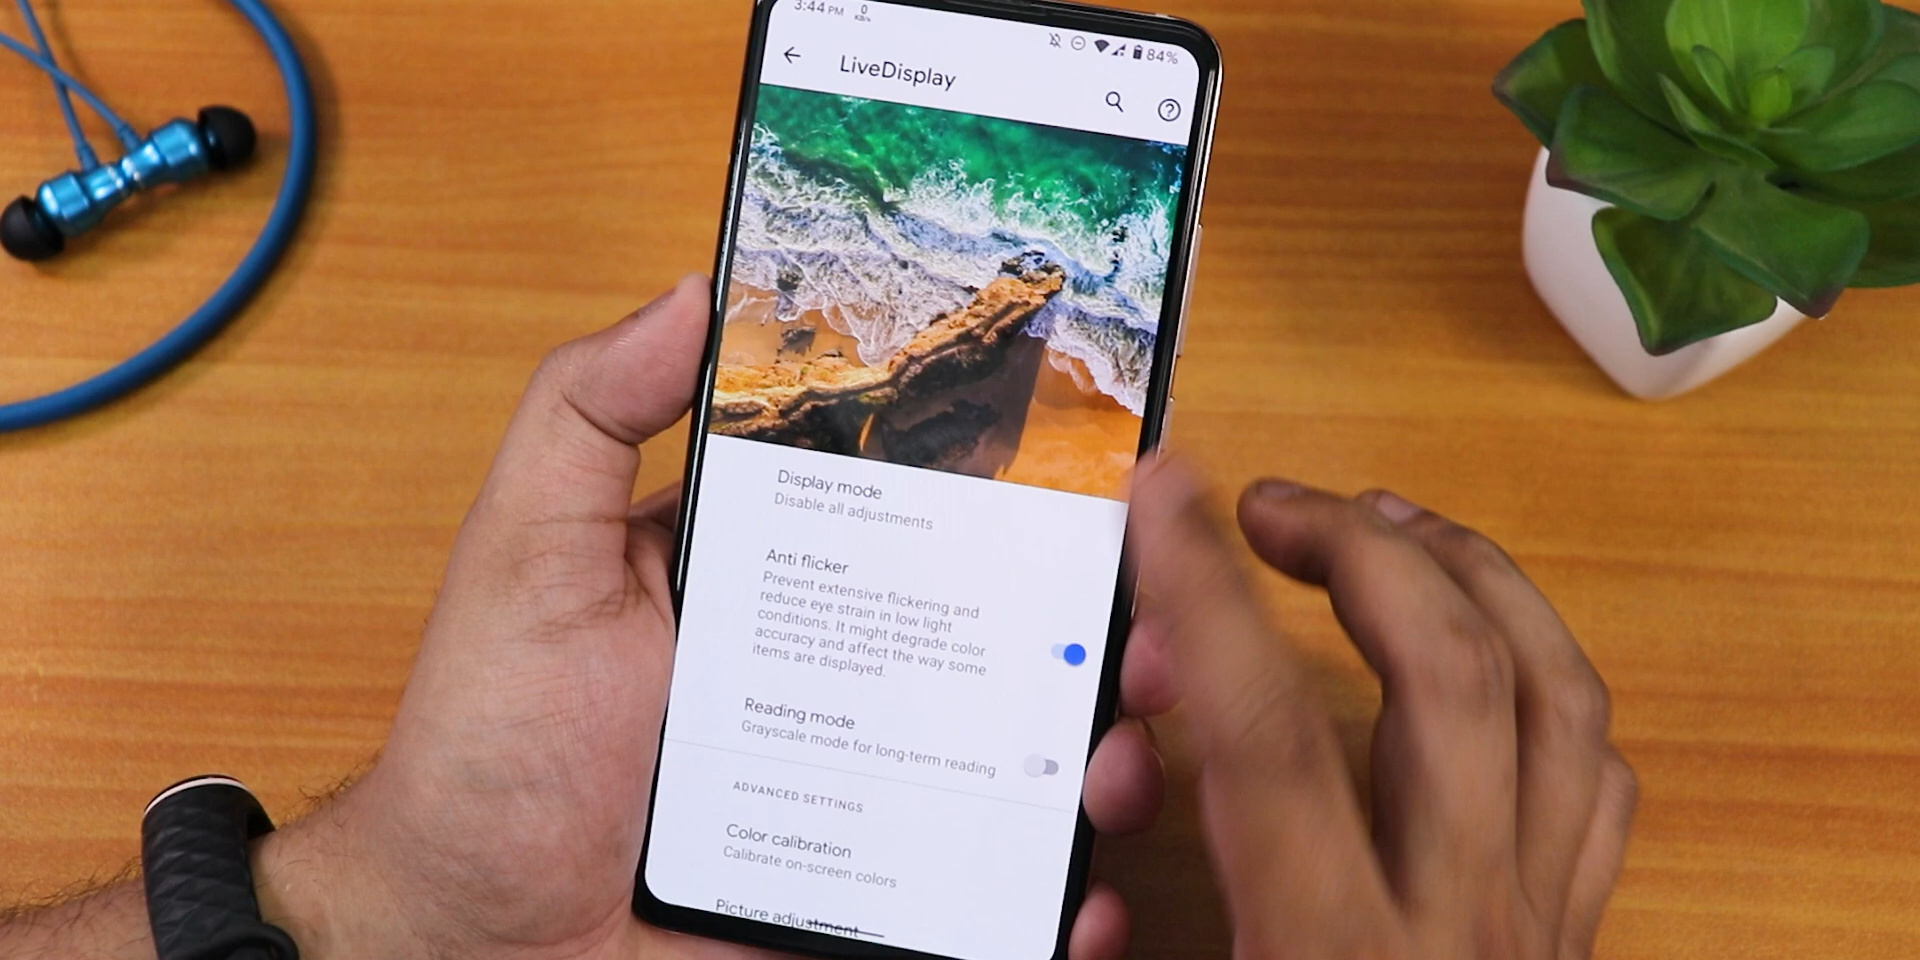 3:44 PM
0
KB/s
84%
LiveDisplay
Display mode
Disable all adjustments
Anti flicker
Prevent extensive flickering and
reduce eye strain in low light
conditions. It might degrade color
accuracy and affect the way some
items are displayed.
Reading mode
Grayscale mode for long-term reading
ADVANCED SETTINGS
Color calibration
Calibrate on-screen colors
Picture adjustment